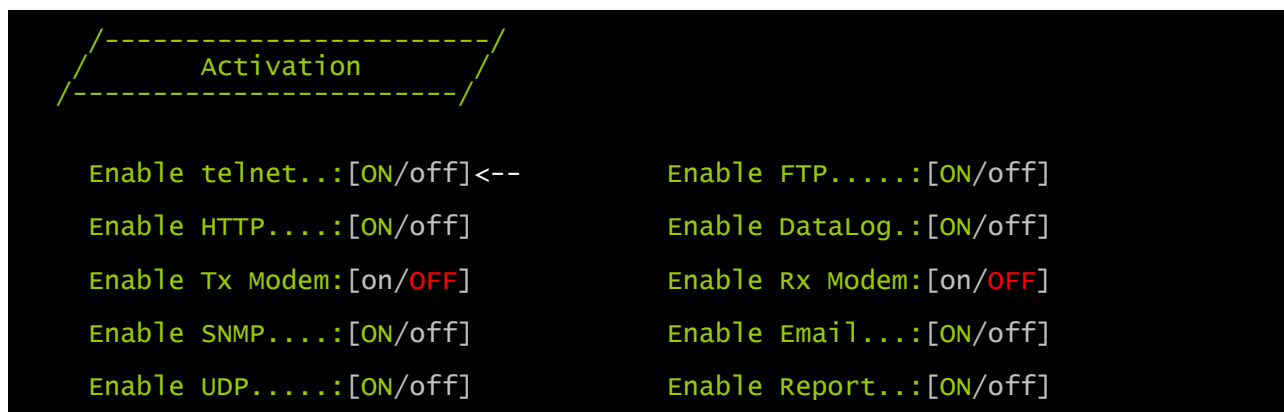 /------------------------/
/       Activation       /
/------------------------/
Enable telnet..:[ON/off]<--         Enable FTP.....:[ON/off]
Enable HTTP....:[ON/off]            Enable DataLog.:[ON/off]
Enable Tx Modem:[on/OFF]            Enable Rx Modem:[on/OFF]
Enable SNMP....:[ON/off]            Enable Email...:[ON/off]
Enable UDP.....:[ON/off]            Enable Report..:[ON/off]